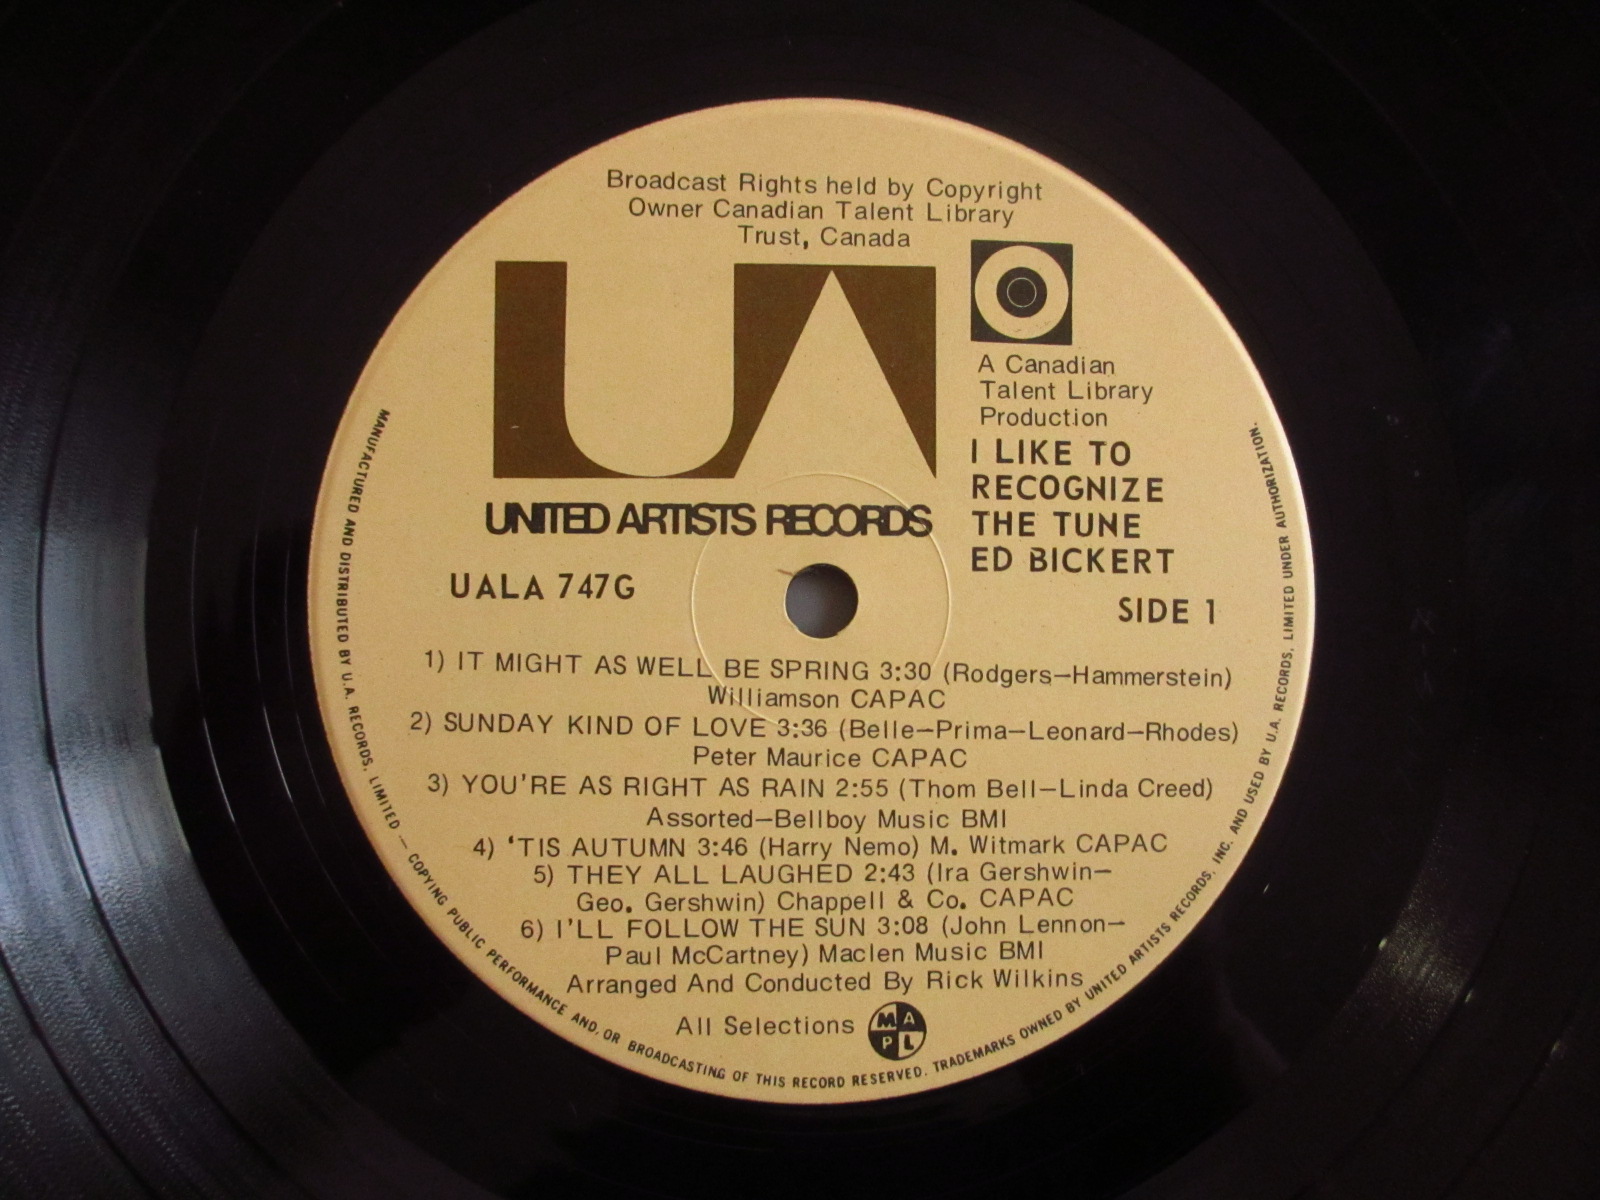 Broadcast Rights held by Copyright
Owner Canadian Talent Library
Trust, Canada
UA
UNITED ARTISTS RECORDS
A Canadian
Talent Library
Production
I LIKE TO
RECOGNIZE
THE TUNE
ED BICKERT
UALA 747G
SIDE 1
1) IT MIGHT AS WELL BE SPRING 3:30 (Rodgers–Hammerstein)
Williamson CAPAC
2) SUNDAY KIND OF LOVE 3:36 (Belle–Prima–Leonard–Rhodes)
Peter Maurice CAPAC
3) YOU'RE AS RIGHT AS RAIN 2:55 (Thom Bell–Linda Creed)
Assorted–Bellboy Music BMI
4) 'TIS AUTUMN 3:46 (Harry Nemo) M. Witmark CAPAC
5) THEY ALL LAUGHED 2:43 (Ira Gershwin–
Geo. Gershwin) Chappell & Co. CAPAC
6) I'LL FOLLOW THE SUN 3:08 (John Lennon–
Paul McCartney) Maclen Music BMI
Arranged And Conducted By Rick Wilkins
All Selections
MAPL
MANUFACTURED AND DISTRIBUTED BY U.A. RECORDS, LIMITED — COPYING PUBLIC PERFORMANCE AND, OR BROADCASTING OF THIS RECORD RESERVED. TRADEMARKS OWNED BY UNITED ARTISTS RECORDS, INC. AND USED BY U.A. RECORDS, LIMITED UNDER AUTHORIZATION.